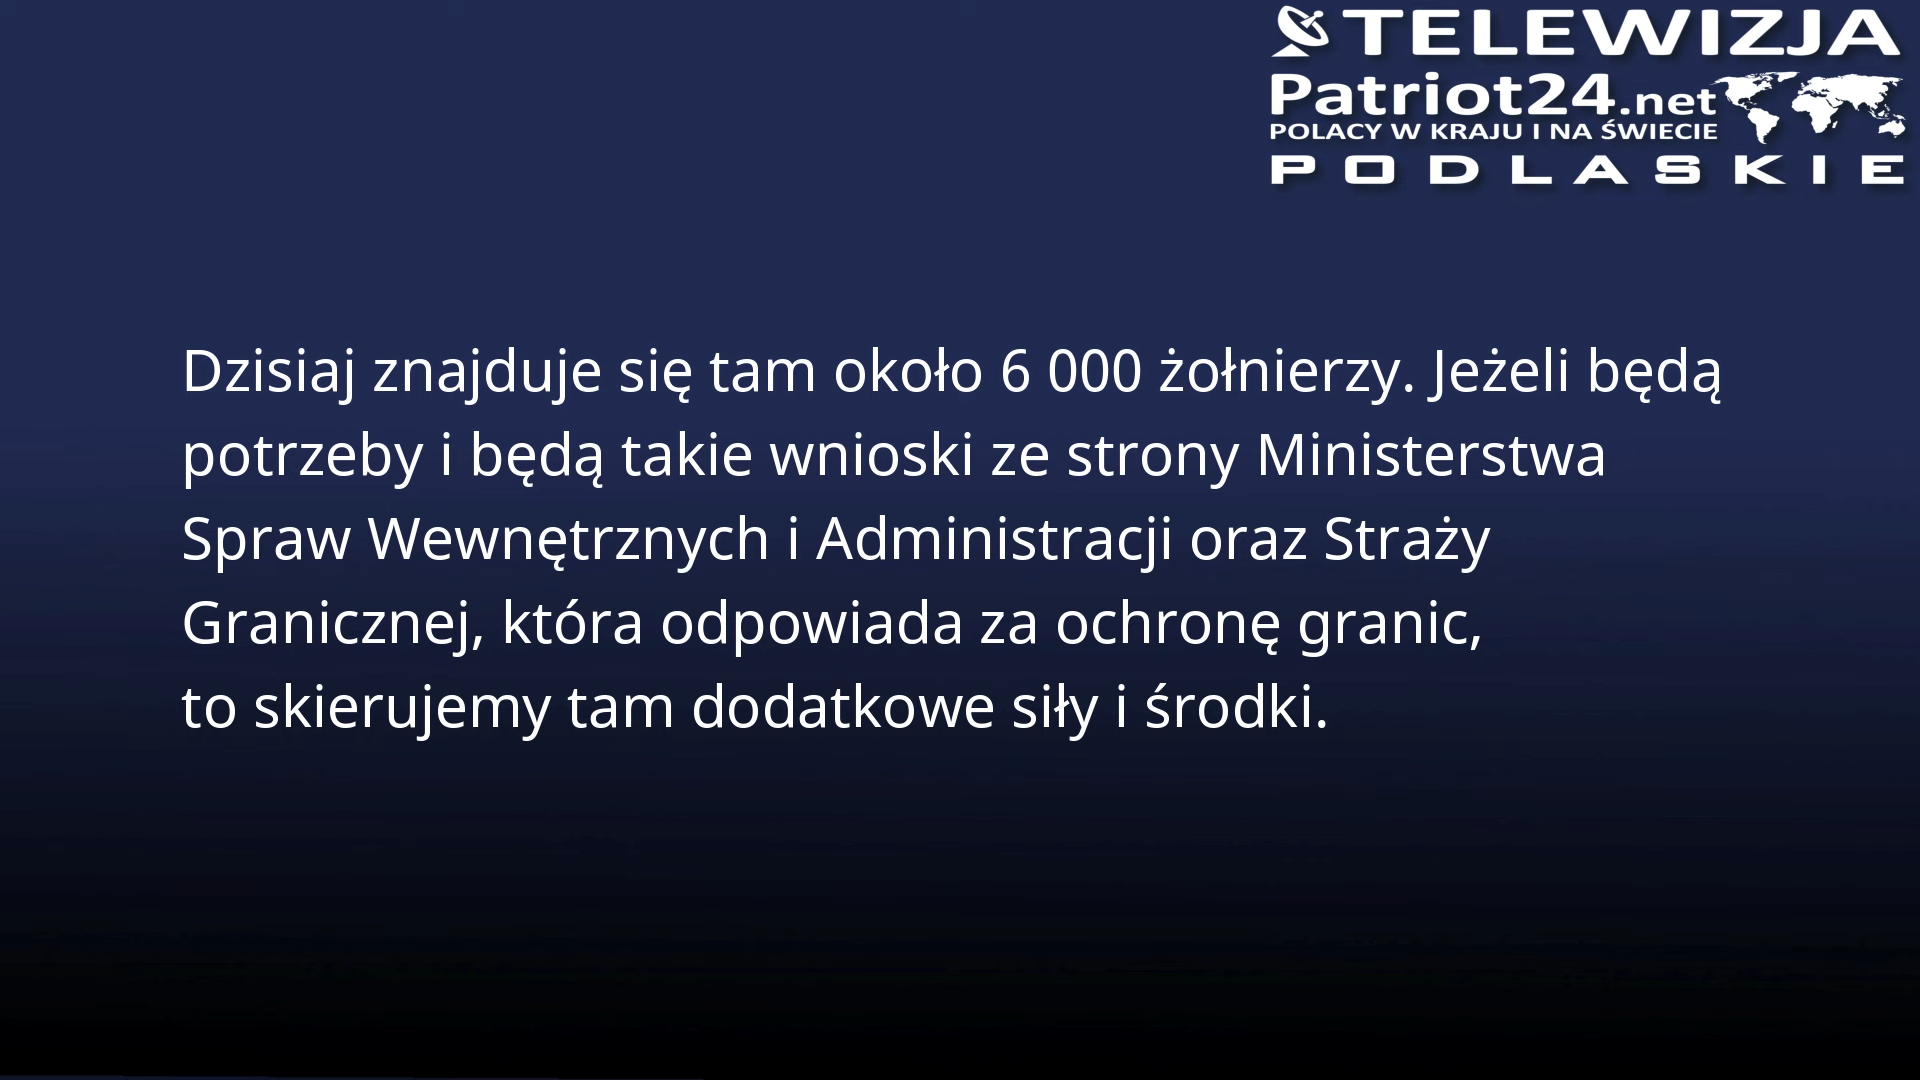 TELEWIZJA
Patriot24.net
POLACY W KRAJU I NA ŚWIECIE
PODLASKIE
Dzisiaj znajduje się tam około 6 000 żołnierzy. Jeżeli będą
potrzeby i będą takie wnioski ze strony Ministerstwa
Spraw Wewnętrznych i Administracji oraz Straży
Granicznej, która odpowiada za ochronę granic,
to skierujemy tam dodatkowe siły i środki.